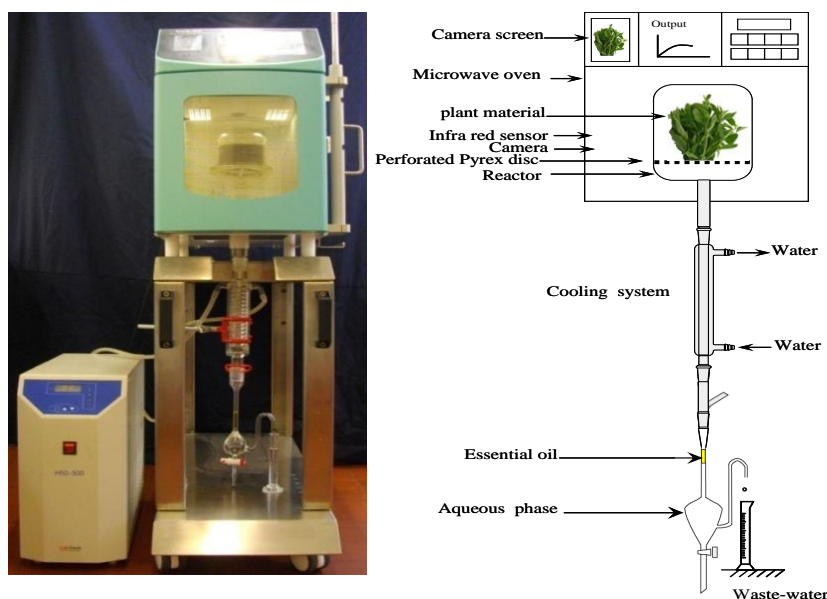 Camera screen
Output
Microwave oven
plant material
Infra red sensor
Camera
Perforated Pyrex disc
Reactor
Water
Cooling system
Water
Essential oil
Aqueous phase
Waste-water
H50-500